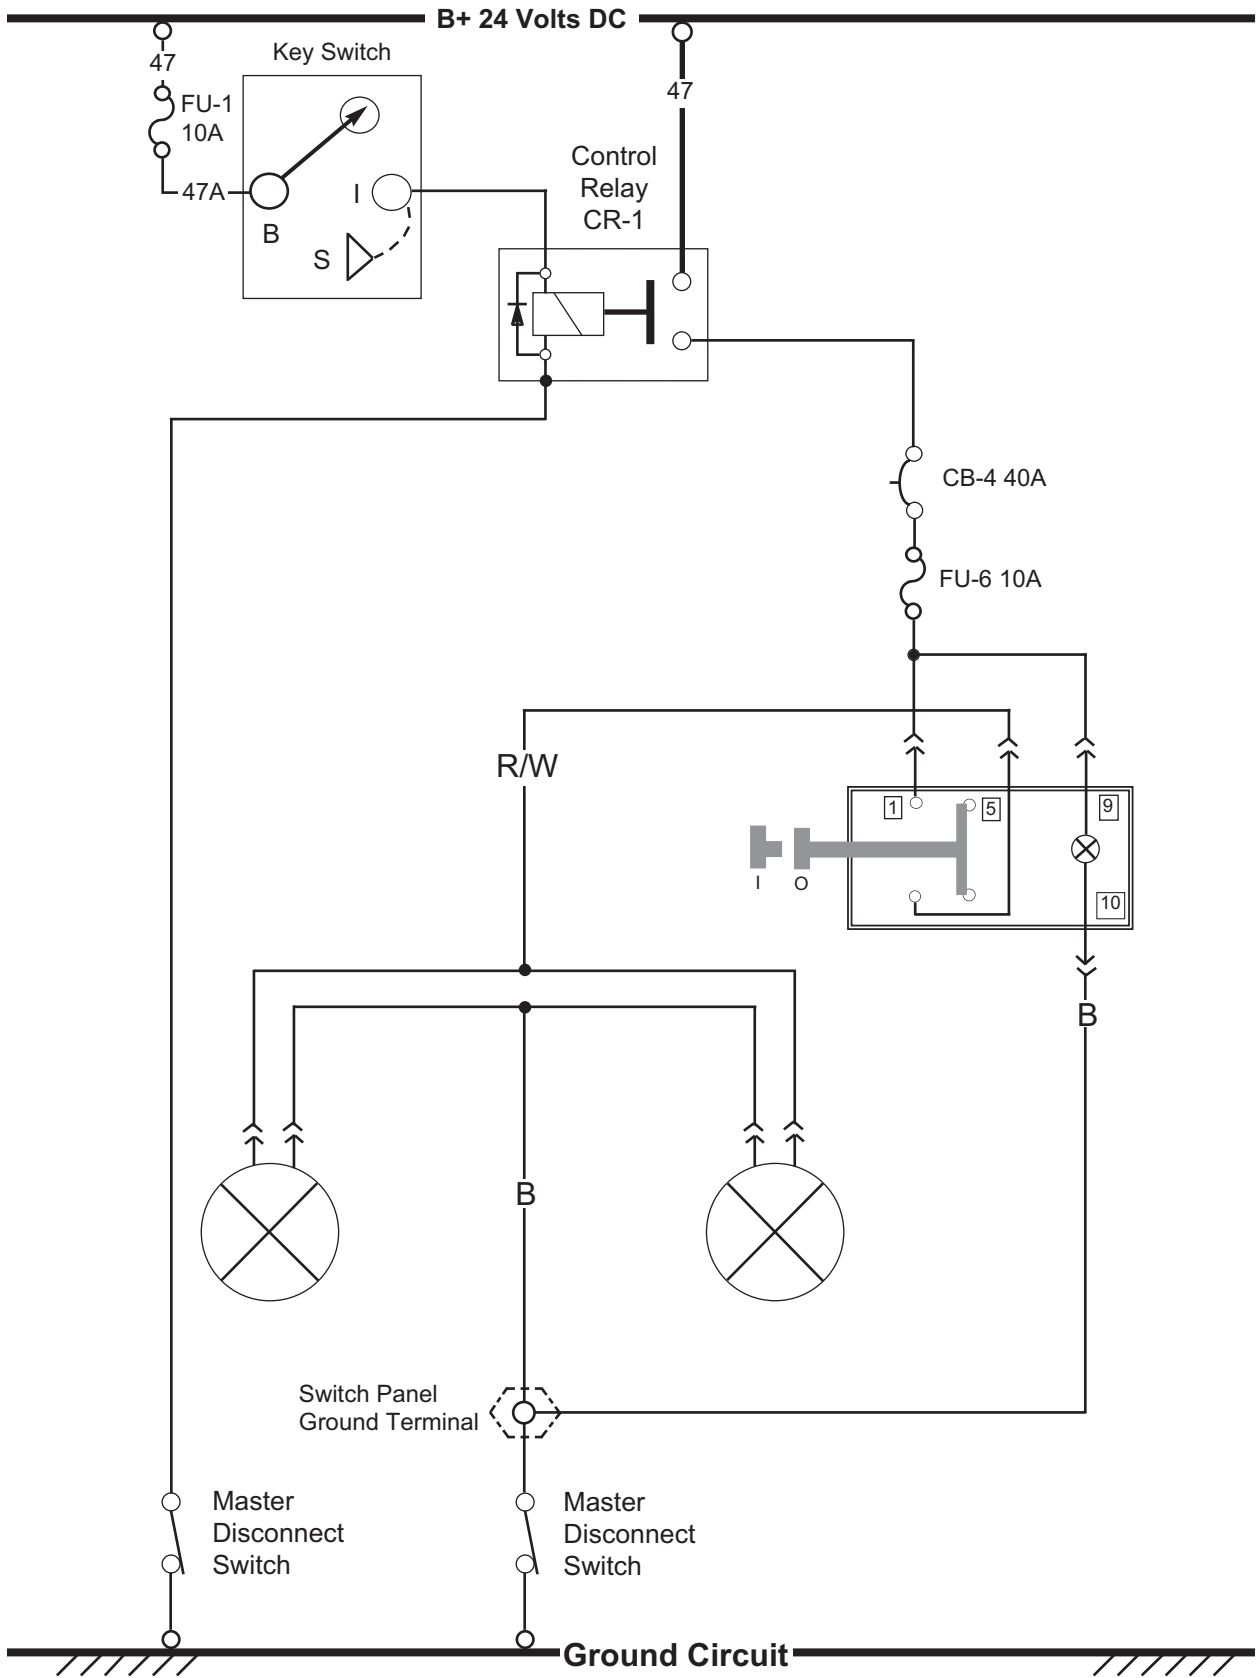 B+ 24 Volts DC
47
Key Switch
FU-1
10A
47
Control
Relay
CR-1
47A
I
B
S
CB-4 40A
FU-6 10A
R/W
1
5
9
I
O
10
B
B
Switch Panel
Ground Terminal
Master
Disconnect
Switch
Master
Disconnect
Switch
Ground Circuit